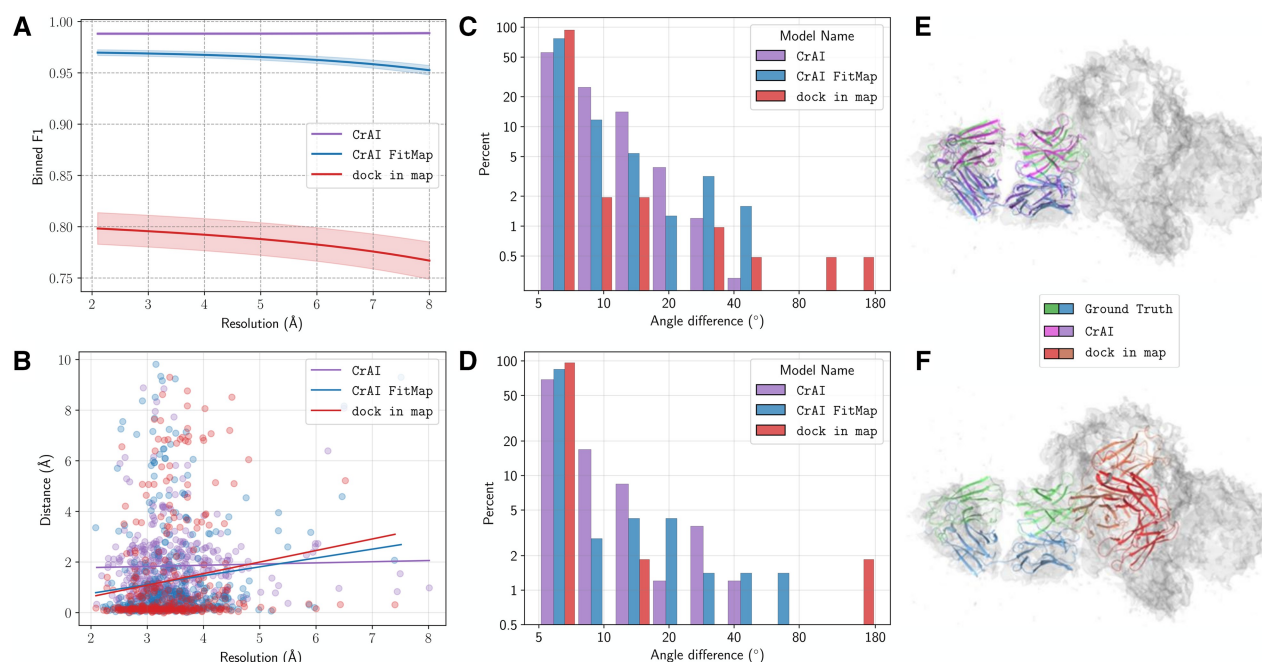 A
1.00
0.95
0.90
0.85
0.80
0.75
Binned F1
CrAI
CrAI FitMap
dock in map
2 3 4 5 6 7 8
Resolution (Å)
B
10
8
6
4
2
0
Distance (Å)
CrAI
CrAI FitMap
dock in map
2 3 4 5 6 7 8
Resolution (Å)
C
100
50
20
10
5
2
1
0.5
Percent
Model Name
CrAI
CrAI FitMap
dock in map
5 10 20 40 80 180
Angle difference (°)
D
100
50
20
10
5
2
1
0.5
Percent
Model Name
CrAI
CrAI FitMap
dock in map
5 10 20 40 80 180
Angle difference (°)
E
Ground Truth
CrAI
dock in map
F